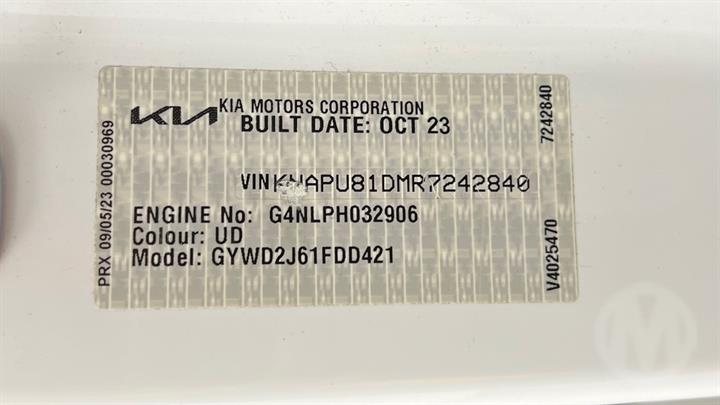 KIA KIA MOTORS CORPORATION
BUILT DATE: OCT 23
VIN KNAPU81DMR7242840
ENGINE No: G4NLPH032906
Colour: UD
Model: GYWD2J61FDD421
PRX 09/05/23 00030969
7242840
V4025470
M